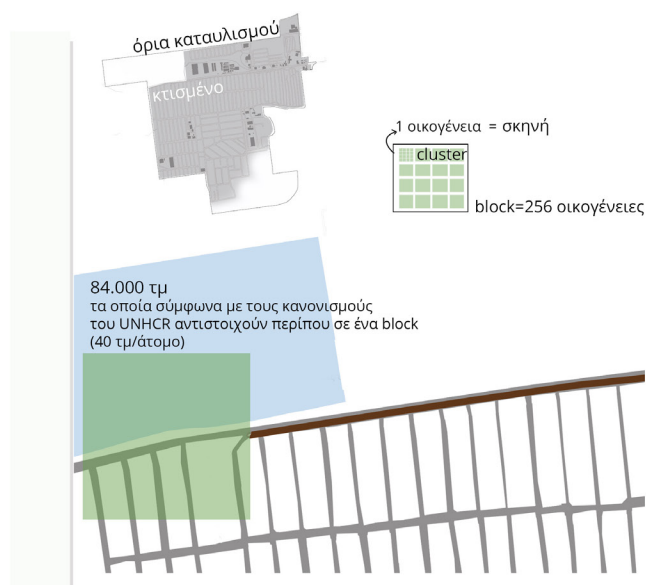 όρια καταυλισμού
κτισμένο
1 οικογένεια = σκηνή
cluster
block=256 οικογένειες
84.000 τμ
τα οποία σύμφωνα με τους κανονισμούς
του UNHCR αντιστοιχούν περίπου σε ένα block
(40 τμ/άτομο)